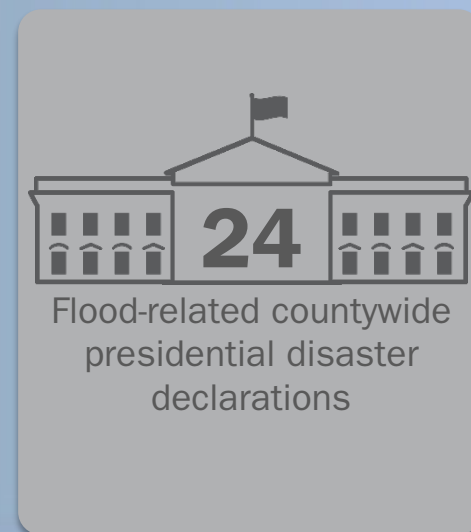 24
Flood-related countywide
presidential disaster
declarations